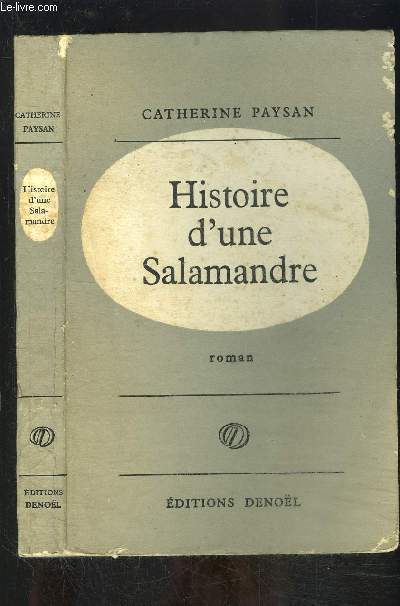 Le-livre.com
CATHERINE
PAYSAN
Histoire
d'une
Sala-
mandre
EDITIONS
DENOËL
CATHERINE PAYSAN
Histoire
d'une
Salamandre
roman
ÉDITIONS DENOËL